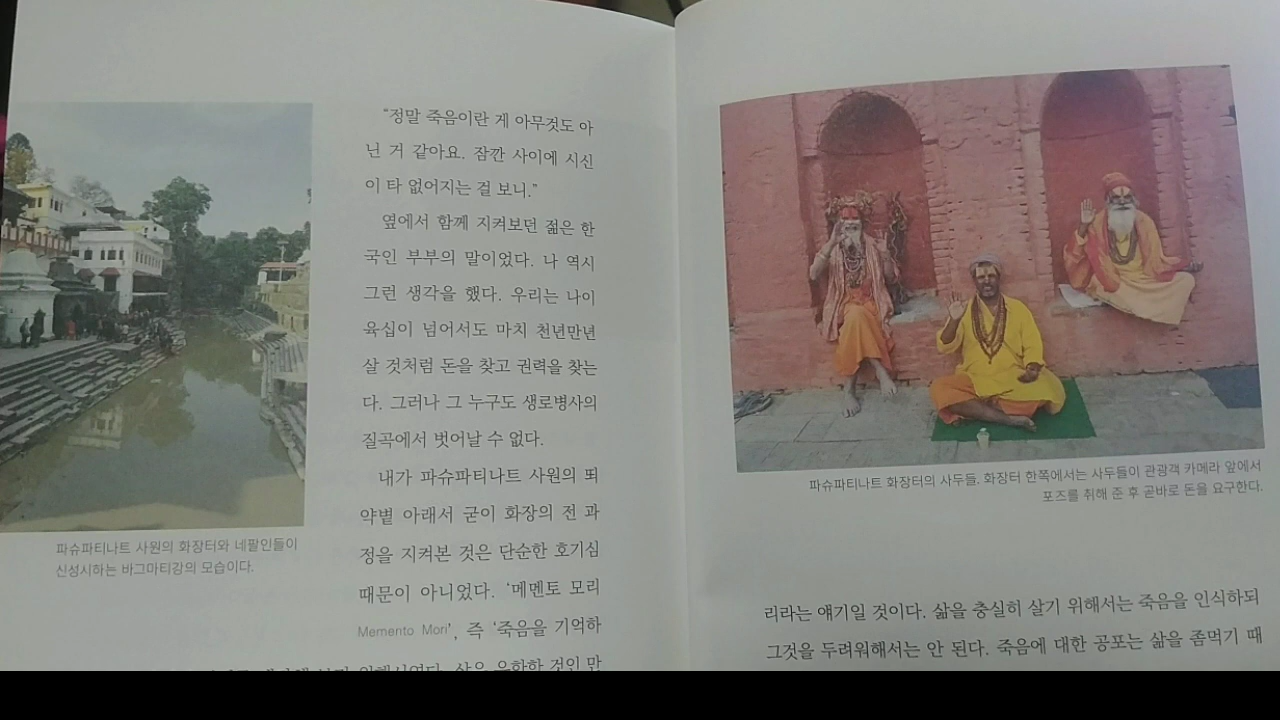 “정말 죽음이란 게 아무것도 아
닌 거 같아요. 잠깐 사이에 시신
이 타 없어지는 걸 보니.”
옆에서 함께 지켜보던 젊은 한
국인 부부의 말이었다. 나 역시
그런 생각을 했다. 우리는 나이
육십이 넘어서도 마치 천년만년
살 것처럼 돈을 찾고 권력을 찾는
다. 그러나 그 누구도 생로병사의
질곡에서 벗어날 수 없다.
내가 파슈파티나트 사원의 뙤
약볕 아래서 굳이 화장의 전 과
정을 지켜본 것은 단순한 호기심
때문이 아니었다. ‘메멘토 모리
Memento Mori’, 즉 ‘죽음을 기억하
위해서였다. 삶은 유한한 것인 만
파슈파티나트 사원의 화장터와 네팔인들이
신성시하는 바그마티강의 모습이다.
파슈파티나트 화장터의 사두들. 화장터 한쪽에서는 사두들이 관광객 카메라 앞에서
포즈를 취해 준 후 곧바로 돈을 요구한다.
리라는 얘기일 것이다. 삶을 충실히 살기 위해서는 죽음을 인식하되
그것을 두려워해서는 안 된다. 죽음에 대한 공포는 삶을 좀먹기 때